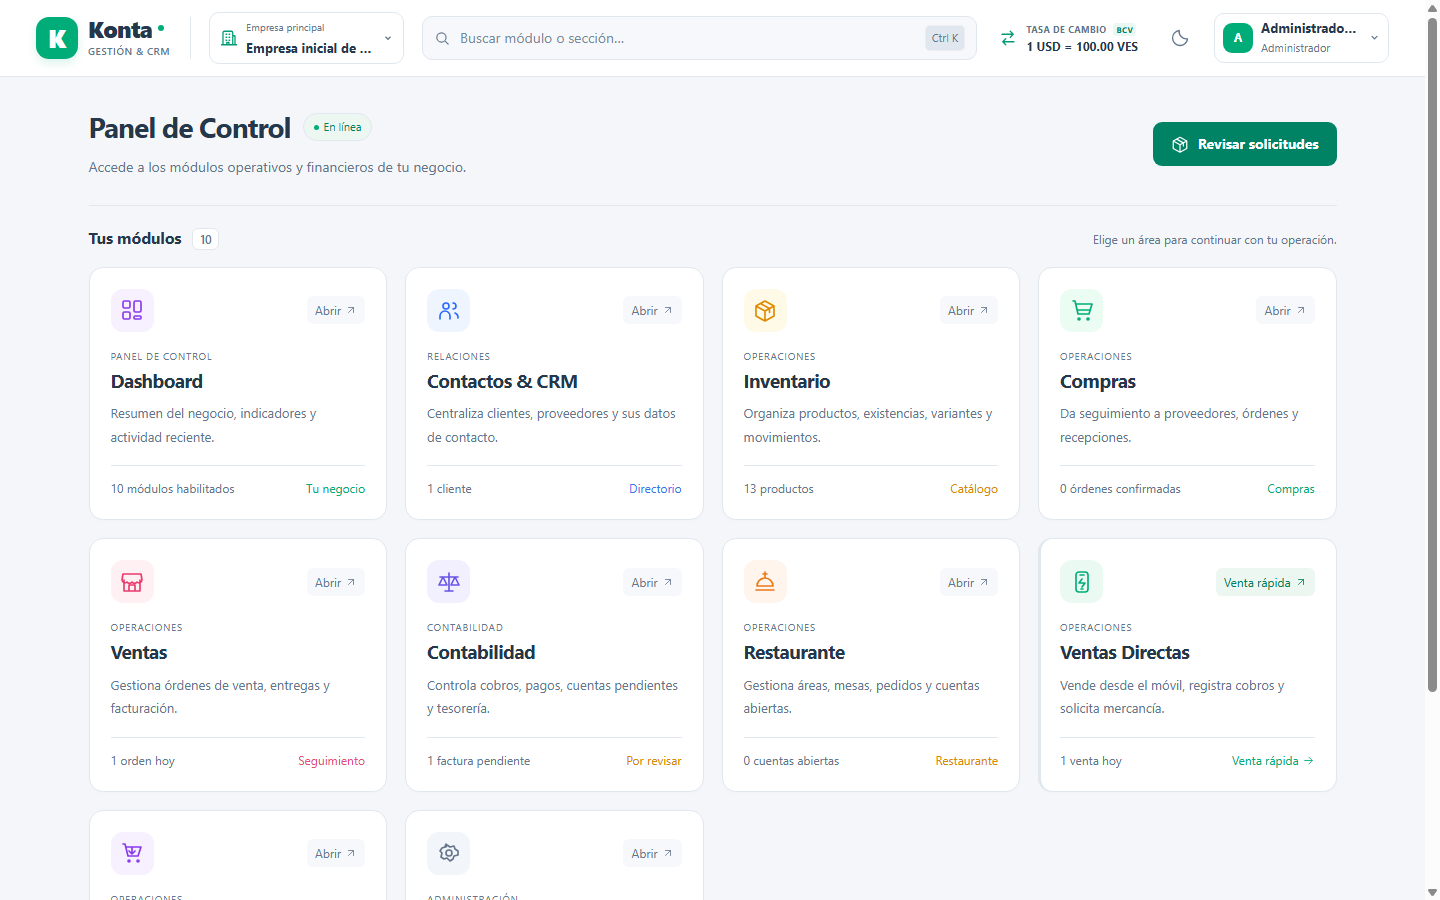 K
Konta
GESTIÓN & CRM
Empresa principal
Empresa inicial de ...
Buscar módulo o sección...
Ctrl K
TASA DE CAMBIO BCV
1 USD = 100.00 VES
A
Administrado...
Administrador
Panel de Control
En línea
Accede a los módulos operativos y financieros de tu negocio.
Revisar solicitudes
Tus módulos 10
Elige un área para continuar con tu operación.
Abrir
PANEL DE CONTROL
Dashboard
Resumen del negocio, indicadores y
actividad reciente.
10 módulos habilitados
Tu negocio
Abrir
RELACIONES
Contactos & CRM
Centraliza clientes, proveedores y sus datos
de contacto.
1 cliente
Directorio
Abrir
OPERACIONES
Inventario
Organiza productos, existencias, variantes y
movimientos.
13 productos
Catálogo
Abrir
OPERACIONES
Compras
Da seguimiento a proveedores, órdenes y
recepciones.
0 órdenes confirmadas
Compras
Abrir
OPERACIONES
Ventas
Gestiona órdenes de venta, entregas y
facturación.
1 orden hoy
Seguimiento
Abrir
CONTABILIDAD
Contabilidad
Controla cobros, pagos, cuentas pendientes
y tesorería.
1 factura pendiente
Por revisar
Abrir
OPERACIONES
Restaurante
Gestiona áreas, mesas, pedidos y cuentas
abiertas.
0 cuentas abiertas
Restaurante
Venta rápida
OPERACIONES
Ventas Directas
Vende desde el móvil, registra cobros y
solicita mercancía.
1 venta hoy
Venta rápida →
Abrir
OPERACIONES
Abrir
ADMINISTRACIÓN